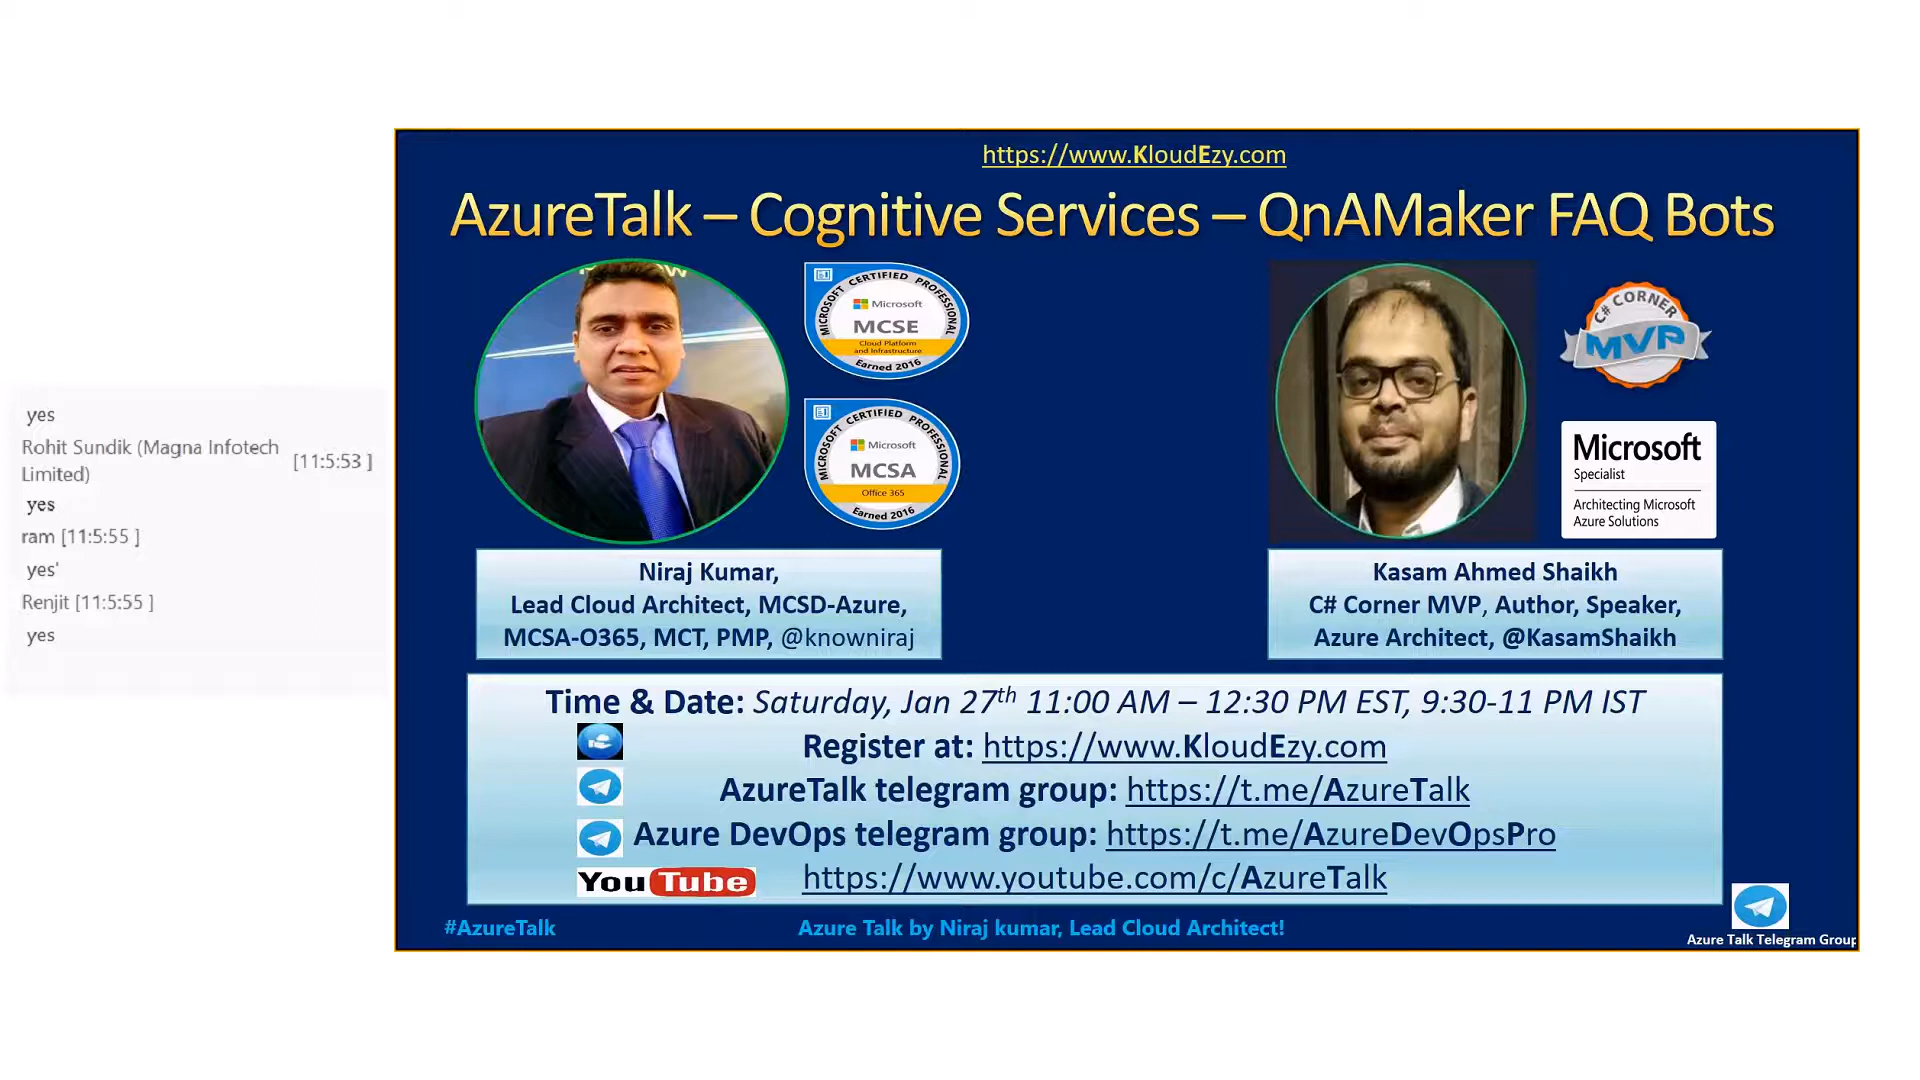 yes
Rohit Sundik (Magna Infotech
Limited) [11:5:53 ]
yes
ram [11:5:55 ]
yes'
Renjit [11:5:55 ]
yes
https://www.KloudEzy.com
AzureTalk – Cognitive Services – QnAMaker FAQ Bots
MICROSOFT CERTIFIED PROFESSIONAL
Microsoft
MCSE
Cloud Platform
and Infrastructure
Earned 2016
MICROSOFT CERTIFIED PROFESSIONAL
Microsoft
MCSA
Office 365
Earned 2016
C# CORNER
MVP
Microsoft
Specialist
Architecting Microsoft
Azure Solutions
Niraj Kumar,
Lead Cloud Architect, MCSD-Azure,
MCSA-O365, MCT, PMP, @knowniraj
Kasam Ahmed Shaikh
C# Corner MVP, Author, Speaker,
Azure Architect, @KasamShaikh
Time & Date: Saturday, Jan 27th 11:00 AM – 12:30 PM EST, 9:30-11 PM IST
Register at: https://www.KloudEzy.com
AzureTalk telegram group: https://t.me/AzureTalk
Azure DevOps telegram group: https://t.me/AzureDevOpsPro
YouTube https://www.youtube.com/c/AzureTalk
#AzureTalk
Azure Talk by Niraj kumar, Lead Cloud Architect!
Azure Talk Telegram Group